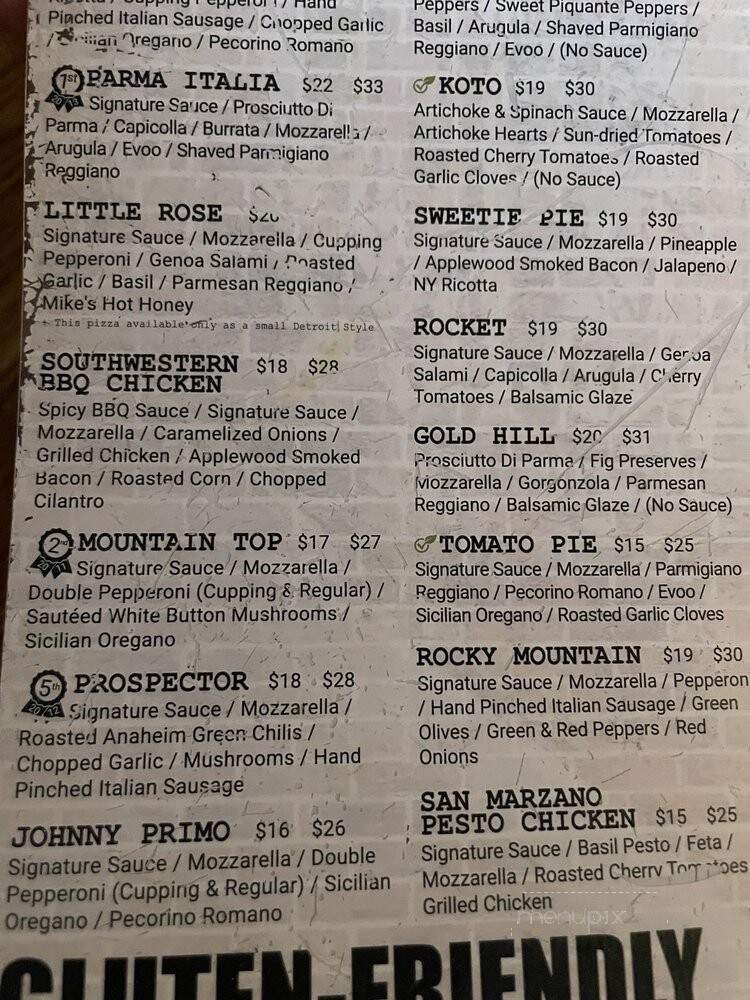 Pinched Italian Sausage / Chopped Garlic
/ Sicilian Oregano / Pecorino Romano
1st PARMA ITALIA $22 $33
Signature Sauce / Prosciutto Di
Parma / Capicolla / Burrata / Mozzarella /
Arugula / Evoo / Shaved Parmigiano
Reggiano
LITTLE ROSE
Signature Sauce / Mozzarella / Cupping
Pepperoni / Genoa Salami / Roasted
Garlic / Basil / Parmesan Reggiano /
Mike's Hot Honey
+ This pizza available only as a small Detroit Style
SOUTHWESTERN $18 $28
BBQ CHICKEN
Spicy BBQ Sauce / Signature Sauce /
Mozzarella / Caramelized Onions /
Grilled Chicken / Applewood Smoked
Bacon / Roasted Corn / Chopped
Cilantro
2nd MOUNTAIN TOP $17 $27
Signature Sauce / Mozzarella /
Double Pepperoni (Cupping & Regular) /
Sautéed White Button Mushrooms /
Sicilian Oregano
5th PROSPECTOR $18 $28
Signature Sauce / Mozzarella /
Roasted Anaheim Green Chilis /
Chopped Garlic / Mushrooms / Hand
Pinched Italian Sausage
JOHNNY PRIMO $16 $26
Signature Sauce / Mozzarella / Double
Pepperoni (Cupping & Regular) / Sicilian
Oregano / Pecorino Romano
Peppers / Sweet Piquante Peppers /
Basil / Arugula / Shaved Parmigiano
Reggiano / Evoo / (No Sauce)
KOTO $19 $30
Artichoke & Spinach Sauce / Mozzarella /
Artichoke Hearts / Sun-dried Tomatoes /
Roasted Cherry Tomatoes / Roasted
Garlic Cloves / (No Sauce)
SWEETIE PIE $19 $30
Signature Sauce / Mozzarella / Pineapple
/ Applewood Smoked Bacon / Jalapeno /
NY Ricotta
ROCKET $19 $30
Signature Sauce / Mozzarella / Genoa
Salami / Capicolla / Arugula / Cherry
Tomatoes / Balsamic Glaze
GOLD HILL $20 $31
Prosciutto Di Parma / Fig Preserves /
Mozzarella / Gorgonzola / Parmesan
Reggiano / Balsamic Glaze / (No Sauce)
TOMATO PIE $15 $25
Signature Sauce / Mozzarella / Parmigiano
Reggiano / Pecorino Romano / Evoo /
Sicilian Oregano / Roasted Garlic Cloves
ROCKY MOUNTAIN $19 $30
Signature Sauce / Mozzarella / Pepperon
/ Hand Pinched Italian Sausage / Green
Olives / Green & Red Peppers / Red
Onions
SAN MARZANO
PESTO CHICKEN $15 $25
Signature Sauce / Basil Pesto / Feta /
Mozzarella / Roasted Cherry Tomatoes
Grilled Chicken
menupix
GLUTEN-FRIENDLY